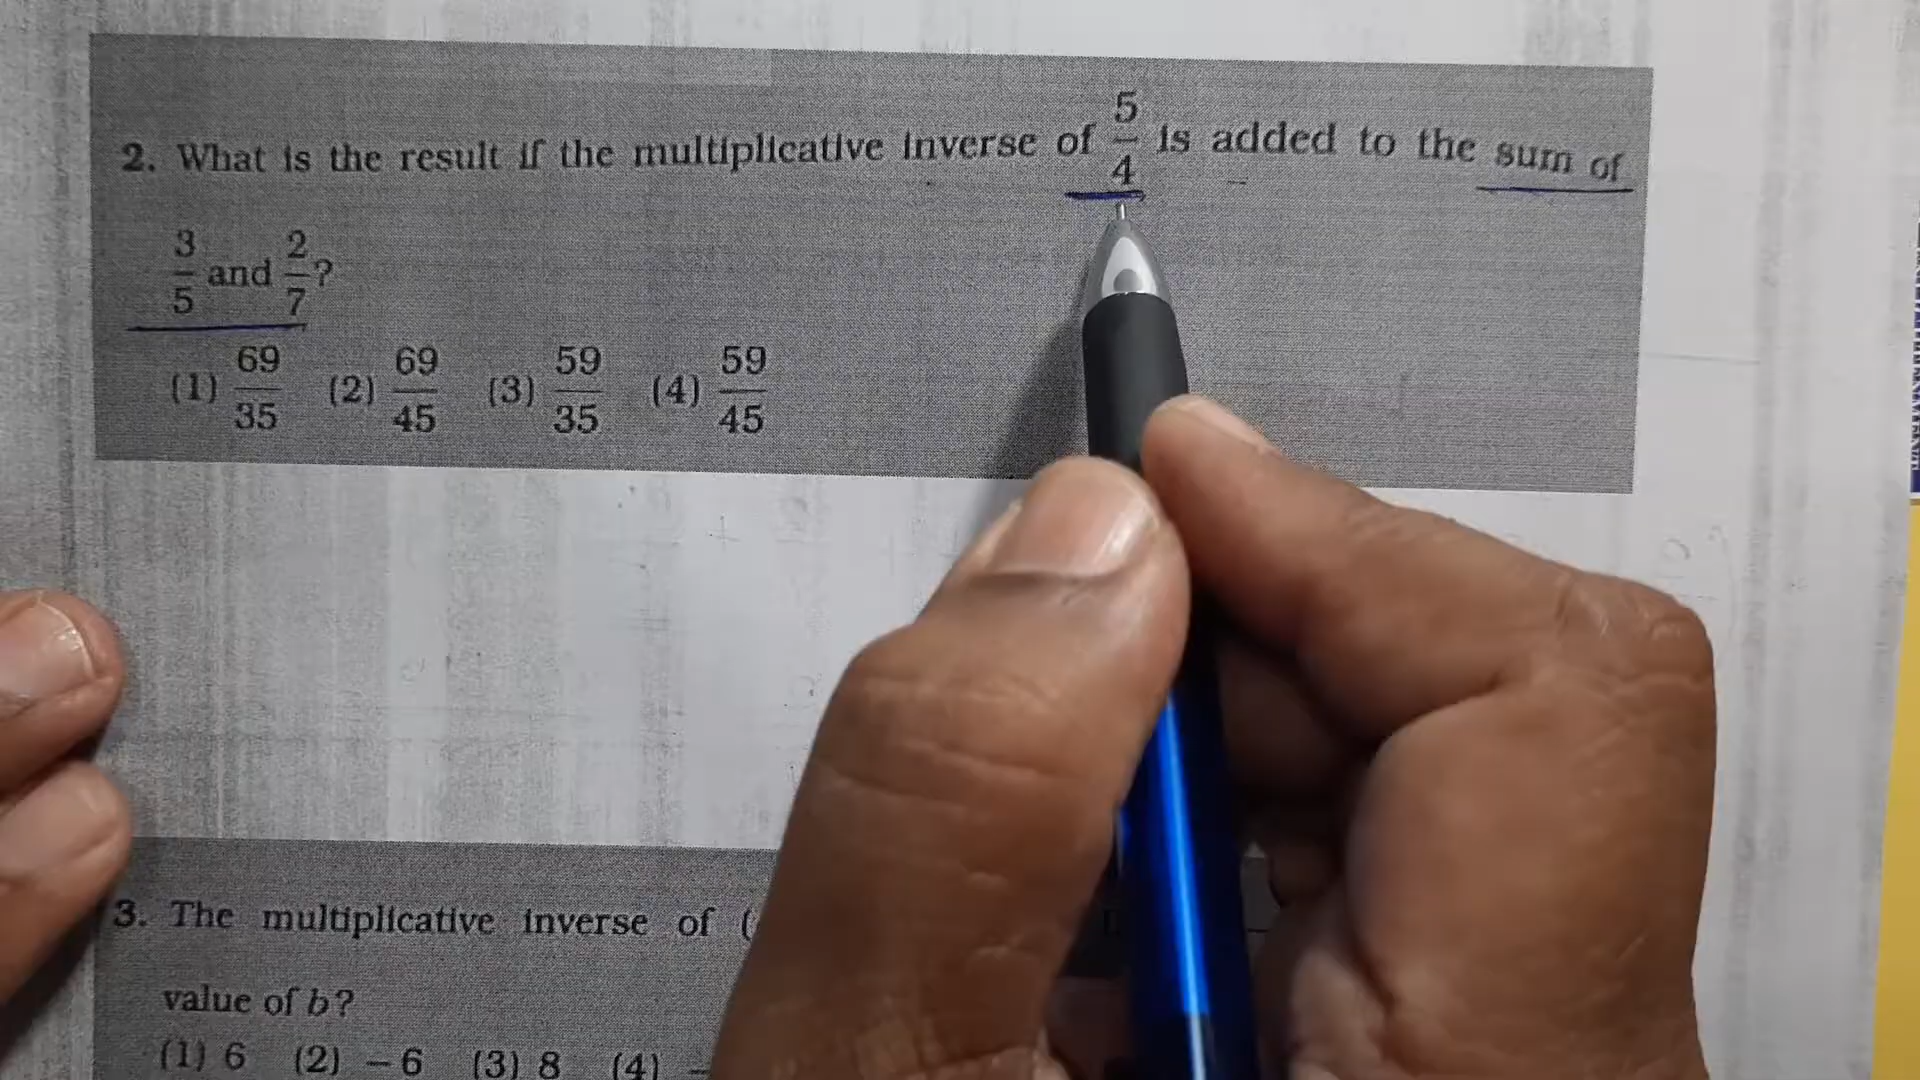 2. What is the result if the multiplicative inverse of 5/4 is added to the sum of
3/5 and 2/7?
(1) 69/35 (2) 69/45 (3) 59/35 (4) 59/45
3. The multiplicative inverse of (
value of b?
(1) 6 (2) – 6 (3) 8 (4) –